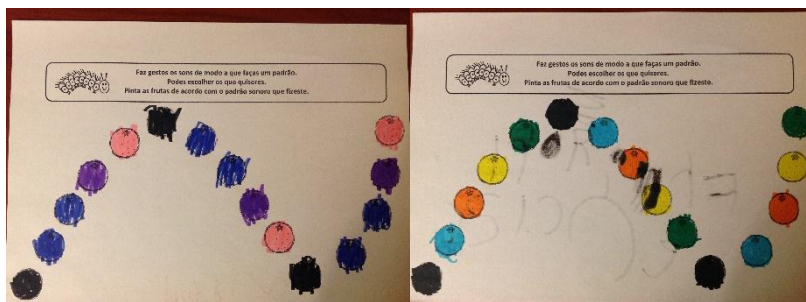 Faz gestos os sons de modo a que faças um padrão.
Podes escolher os que quiseres.
Pinta as frutas de acordo com o padrão sonoro que fizeste.
Faz gestos os sons de modo a que faças um padrão.
Podes escolher os que quiseres.
Pinta as frutas de acordo com o padrão sonoro que fizeste.